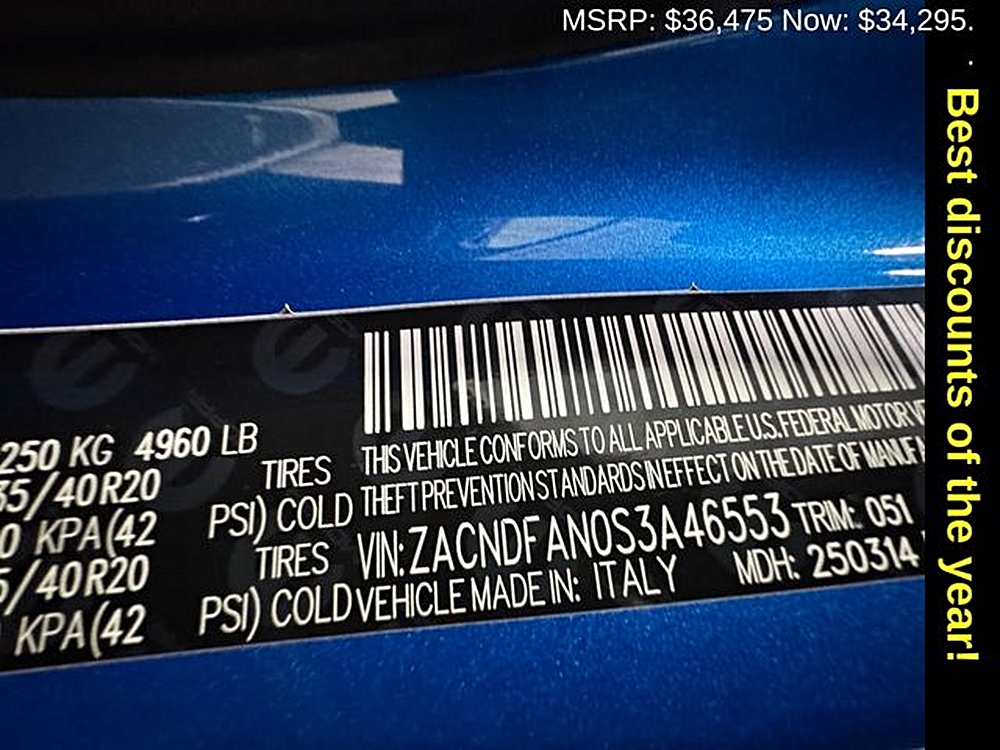 MSRP: $36,475 Now: $34,295.
250 KG 4960 LB
35/40R20
TIRES
0 KPA(42
PSI) COLD
5/40R20
TIRES
KPA(42
PSI) COLD
THIS VEHICLE CONFORMS TO ALL APPLICABLE U.S. FEDERAL MOTOR VE
THEFT PREVENTION STANDARDS IN EFFECT ON THE DATE OF MANUFA
VIN: ZACNDFAN0S3A46553 TRIM: 051
VEHICLE MADE IN: ITALY MDH: 250314
Best discounts of the year!